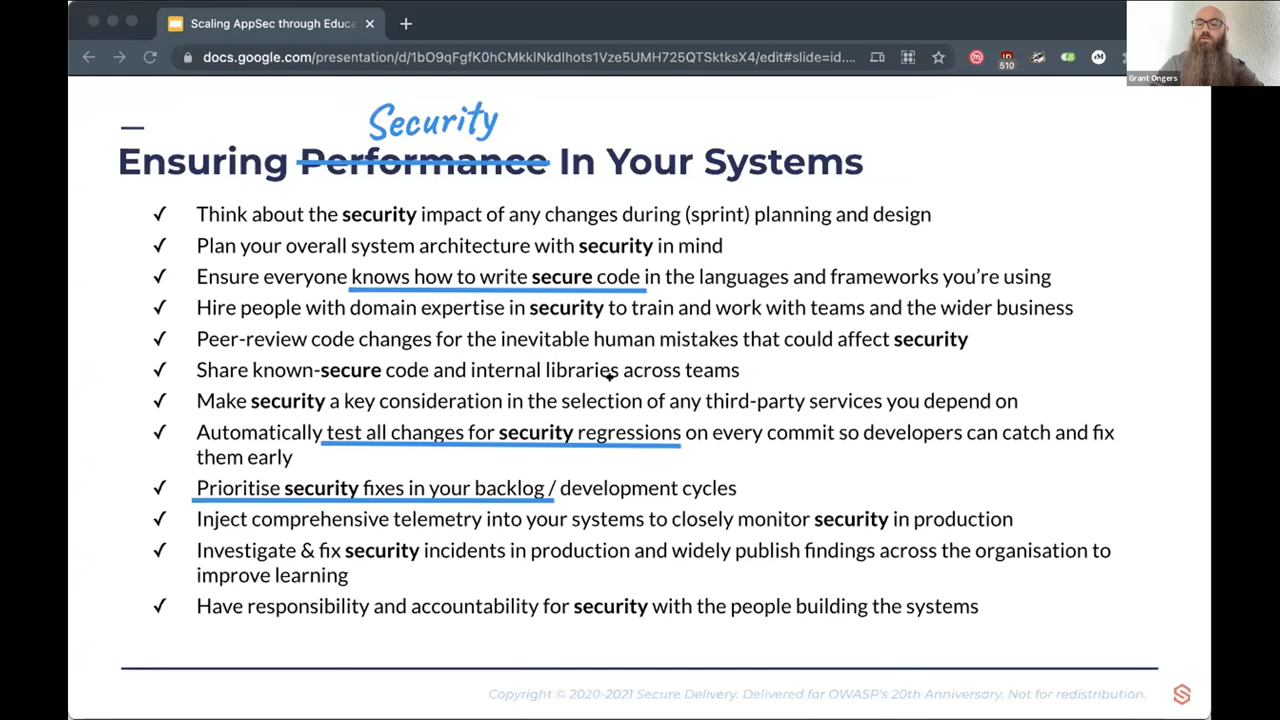 Scaling AppSec through Educa
docs.google.com/presentation/d/1bO9qFgfK0hCMkklNkdIhots1Vze5UMH725QTSktksX4/edit#slide=id....
510
Grant Ongers
Security
Ensuring Performance In Your Systems
✓ Think about the security impact of any changes during (sprint) planning and design
✓ Plan your overall system architecture with security in mind
✓ Ensure everyone knows how to write secure code in the languages and frameworks you're using
✓ Hire people with domain expertise in security to train and work with teams and the wider business
✓ Peer-review code changes for the inevitable human mistakes that could affect security
✓ Share known-secure code and internal libraries across teams
✓ Make security a key consideration in the selection of any third-party services you depend on
✓ Automatically test all changes for security regressions on every commit so developers can catch and fix
them early
✓ Prioritise security fixes in your backlog / development cycles
✓ Inject comprehensive telemetry into your systems to closely monitor security in production
✓ Investigate & fix security incidents in production and widely publish findings across the organisation to
improve learning
✓ Have responsibility and accountability for security with the people building the systems
Copyright © 2020-2021 Secure Delivery. Delivered for OWASP's 20th Anniversary. Not for redistribution.